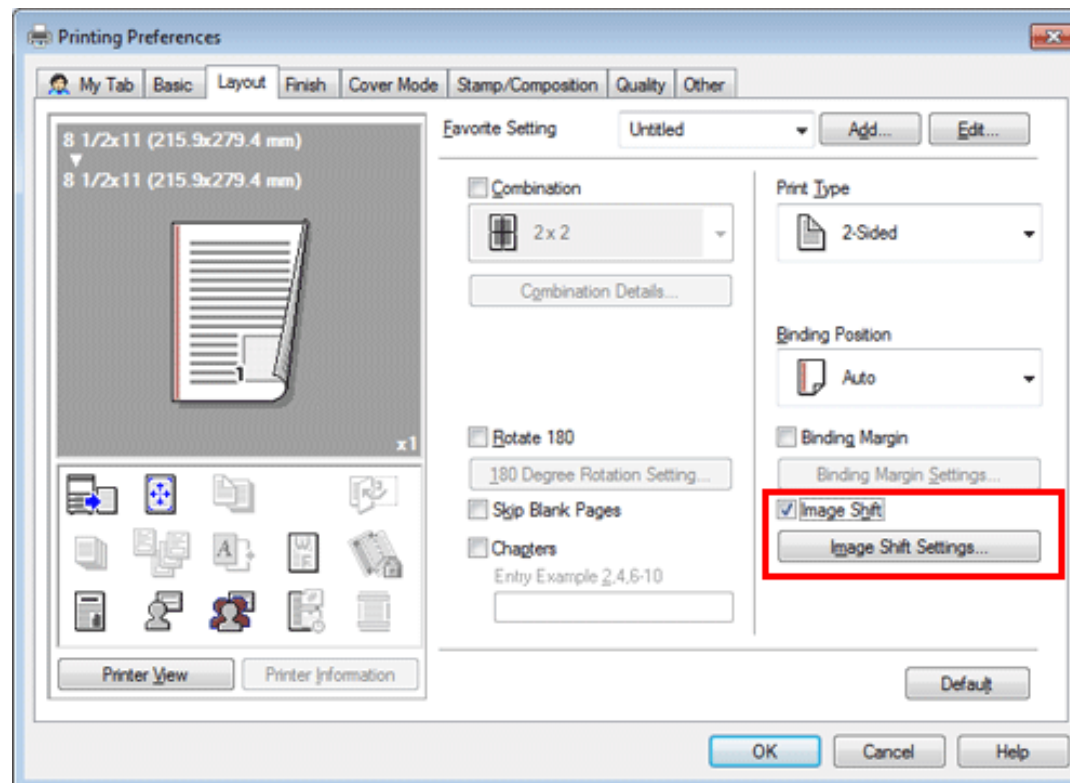 Printing Preferences
My Tab Basic Layout Finish Cover Mode Stamp/Composition Quality Other
8 1/2x11 (215.9x279.4 mm)
8 1/2x11 (215.9x279.4 mm)
1
x1
Printer View Printer Information
Favorite Setting Untitled Add... Edit...
Combination
2 x 2
Combination Details...
Rotate 180
180 Degree Rotation Setting...
Skip Blank Pages
Chapters
Entry Example 2,4,6-10
Print Type
2-Sided
Binding Position
Auto
Binding Margin
Binding Margin Settings...
Image Shift
Image Shift Settings...
Default
OK Cancel Help